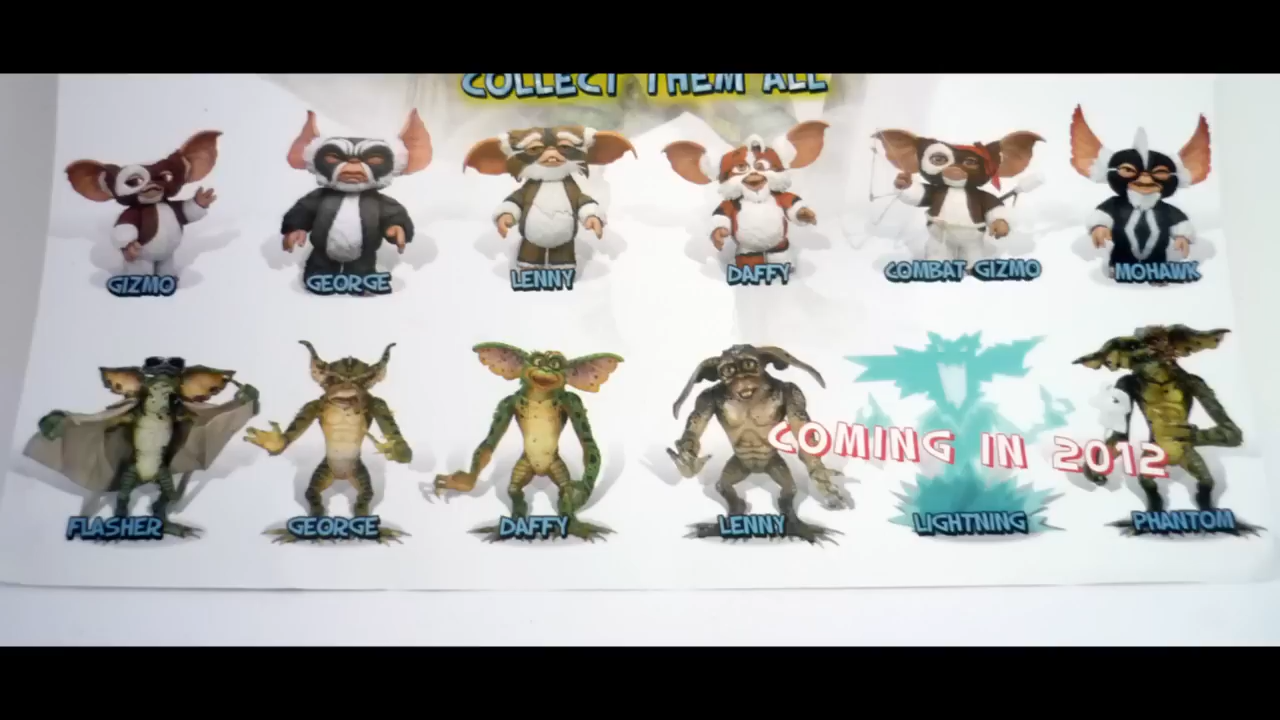 COLLECT THEM ALL
GIZMO
GEORGE
LENNY
DAFFY
COMBAT GIZMO
MOHAWK
COMING IN 2012
FLASHER
GEORGE
DAFFY
LENNY
LIGHTNING
PHANTOM